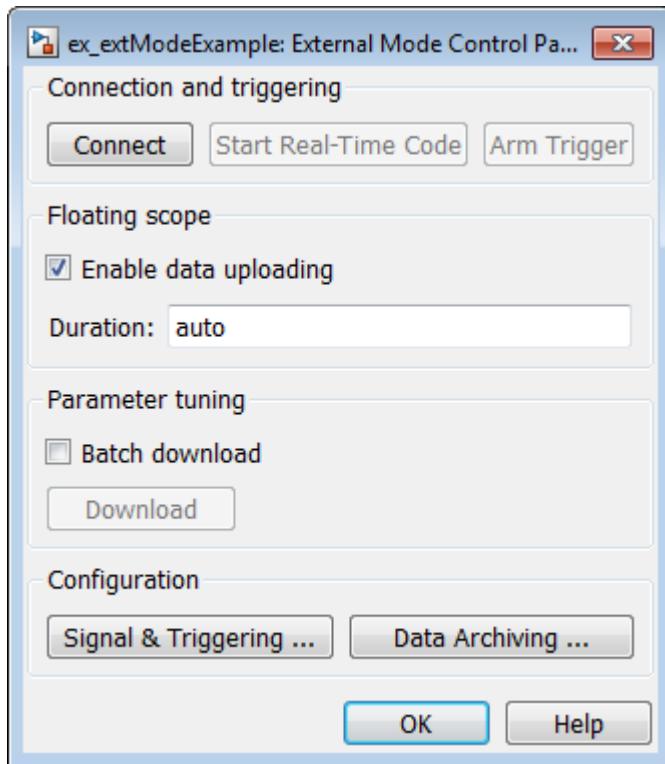 ex_extModeExample: External Mode Control Pa...
Connection and triggering
Connect Start Real-Time Code Arm Trigger
Floating scope
Enable data uploading
Duration: auto
Parameter tuning
Batch download
Download
Configuration
Signal & Triggering ... Data Archiving ...
OK Help